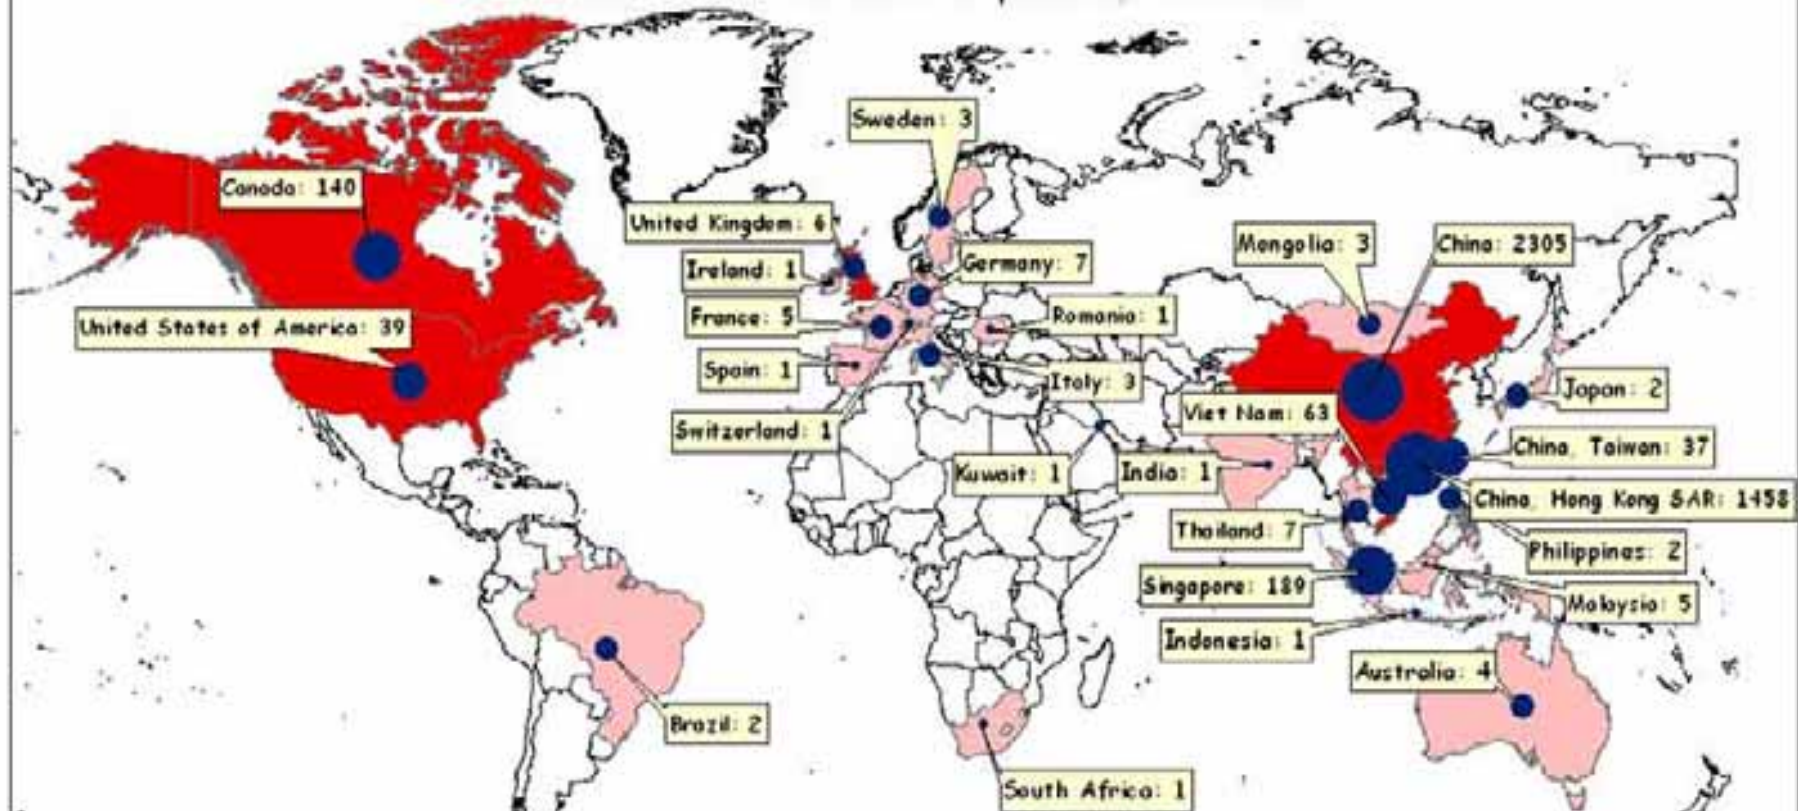 Sweden: 3
Canada: 140
United Kingdom: 6
Mongolia: 3
China: 2305
Ireland: 1
Germany: 7
United States of America: 39
France: 5
Romania: 1
Spain: 1
Italy: 3
Japan: 2
Switzerland: 1
Viet Nam: 63
China, Taiwan: 37
Kuwait: 1
India: 1
China, Hong Kong SAR: 1458
Thailand: 7
Philippines: 2
Singapore: 189
Malaysia: 5
Indonesia: 1
Australia: 4
Brazil: 2
South Africa: 1